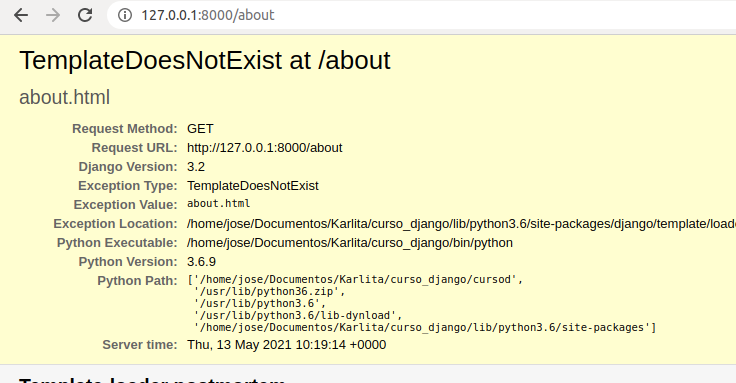 127.0.0.1:8000/about
TemplateDoesNotExist at /about
about.html
Request Method: GET
Request URL: http://127.0.0.1:8000/about
Django Version: 3.2
Exception Type: TemplateDoesNotExist
Exception Value: about.html
Exception Location: /home/jose/Documentos/Karlita/curso_django/lib/python3.6/site-packages/django/template/loade
Python Executable: /home/jose/Documentos/Karlita/curso_django/bin/python
Python Version: 3.6.9
Python Path: ['/home/jose/Documentos/Karlita/curso_django/cursod',
'/usr/lib/python36.zip',
'/usr/lib/python3.6',
'/usr/lib/python3.6/lib-dynload',
'/home/jose/Documentos/Karlita/curso_django/lib/python3.6/site-packages']
Server time: Thu, 13 May 2021 10:19:14 +0000
Template-loader postmortem